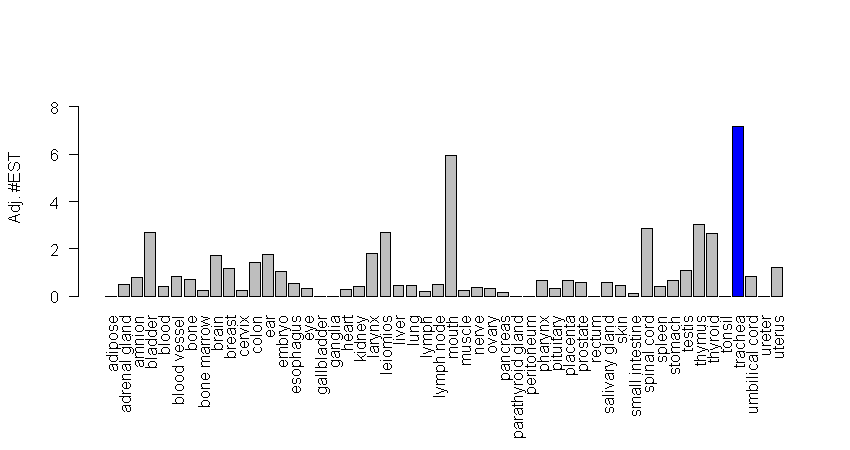 8
6
4
2
0
Adj. #EST
adipose
adrenal gland
amnion
bladder
blood
blood vessel
bone
bone marrow
brain
breast
cervix
colon
ear
embryo
esophagus
eye
gallbladder
ganglia
heart
kidney
larynx
leiomios
liver
lung
lymph
lymph node
mouth
muscle
nerve
ovary
pancreas
parathyroid gland
peritoneum
pharynx
pituitary
placenta
prostate
rectum
salivary gland
skin
small intestine
spinal cord
spleen
stomach
testis
thymus
thyroid
tonsil
trachea
umbilical cord
ureter
uterus